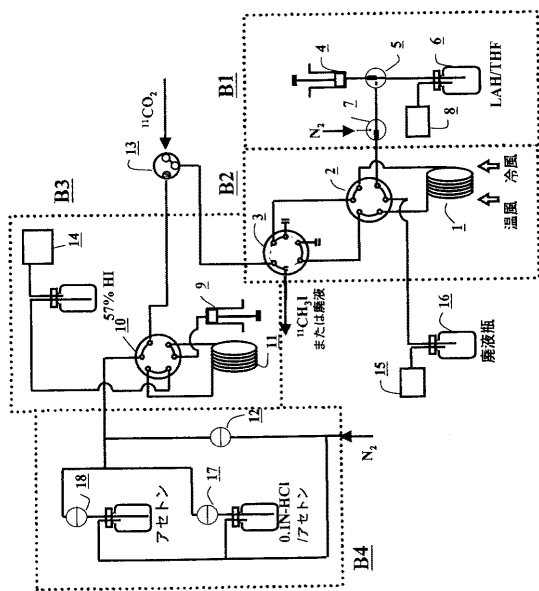 B1
4
5
6
7
8
N₂
LAH/THF
B2
2
3
1
冷風
温風
¹¹CO₂
13
B3
14
57% HI
10
9
11
¹¹CH₃I
または廃液
15
16
廃液瓶
12
N₂
18
アセトン
17
0.1N-HCl
/アセトン
B4